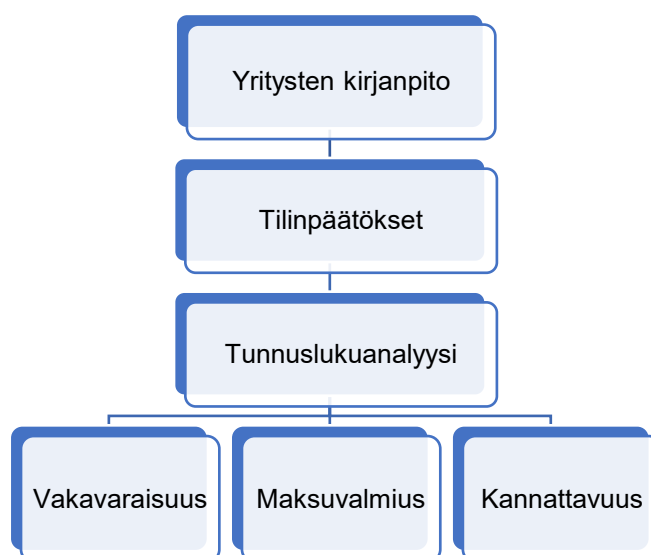 Yritysten kirjanpito
Tilinpäätökset
Tunnuslukuanalyysi
Vakavaraisuus
Maksuvalmius
Kannattavuus